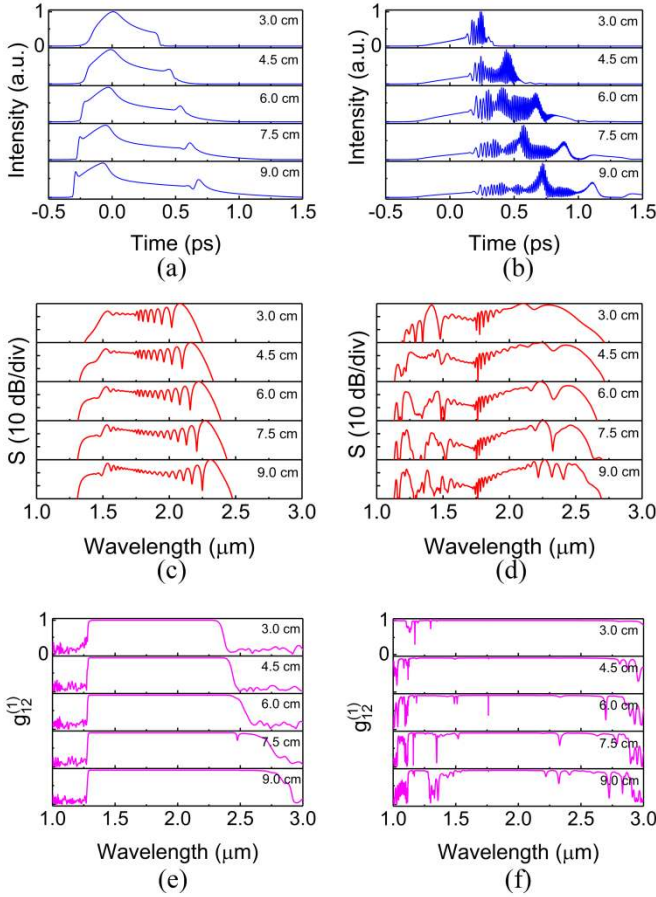 Intensity (a.u.)
1
0
3.0 cm
4.5 cm
6.0 cm
7.5 cm
9.0 cm
-0.5 0.0 0.5 1.0 1.5
Time (ps)
(a)
Intensity (a.u.)
1
0
3.0 cm
4.5 cm
6.0 cm
7.5 cm
9.0 cm
-0.5 0.0 0.5 1.0 1.5
Time (ps)
(b)
S (10 dB/div)
3.0 cm
4.5 cm
6.0 cm
7.5 cm
9.0 cm
1.0 1.5 2.0 2.5 3.0
Wavelength (μm)
(c)
S (10 dB/div)
3.0 cm
4.5 cm
6.0 cm
7.5 cm
9.0 cm
1.0 1.5 2.0 2.5 3.0
Wavelength (μm)
(d)
g12(1)
1
0
3.0 cm
4.5 cm
6.0 cm
7.5 cm
9.0 cm
1.0 1.5 2.0 2.5 3.0
Wavelength (μm)
(e)
g12(1)
1
0
3.0 cm
4.5 cm
6.0 cm
7.5 cm
9.0 cm
1.0 1.5 2.0 2.5 3.0
Wavelength (μm)
(f)